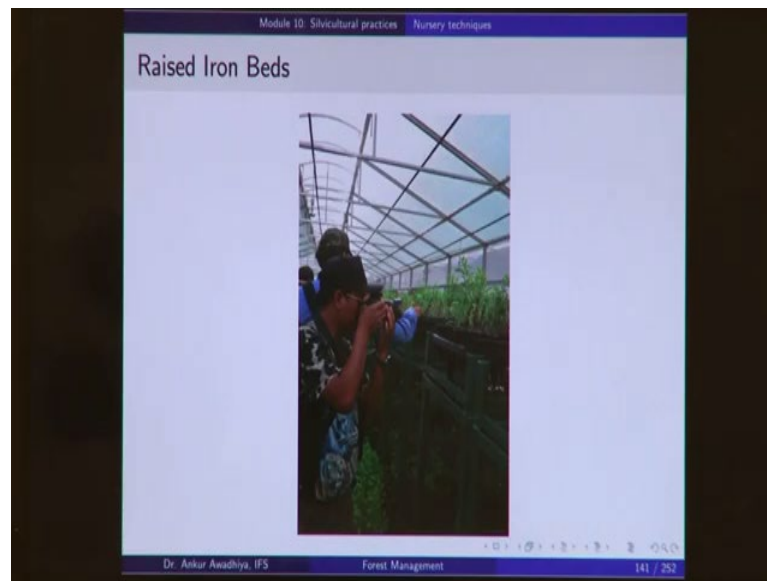 Module 10: Silvicultural practices Nursery techniques
Raised Iron Beds
Dr. Ankur Awadhiya, IFS Forest Management 141 / 252